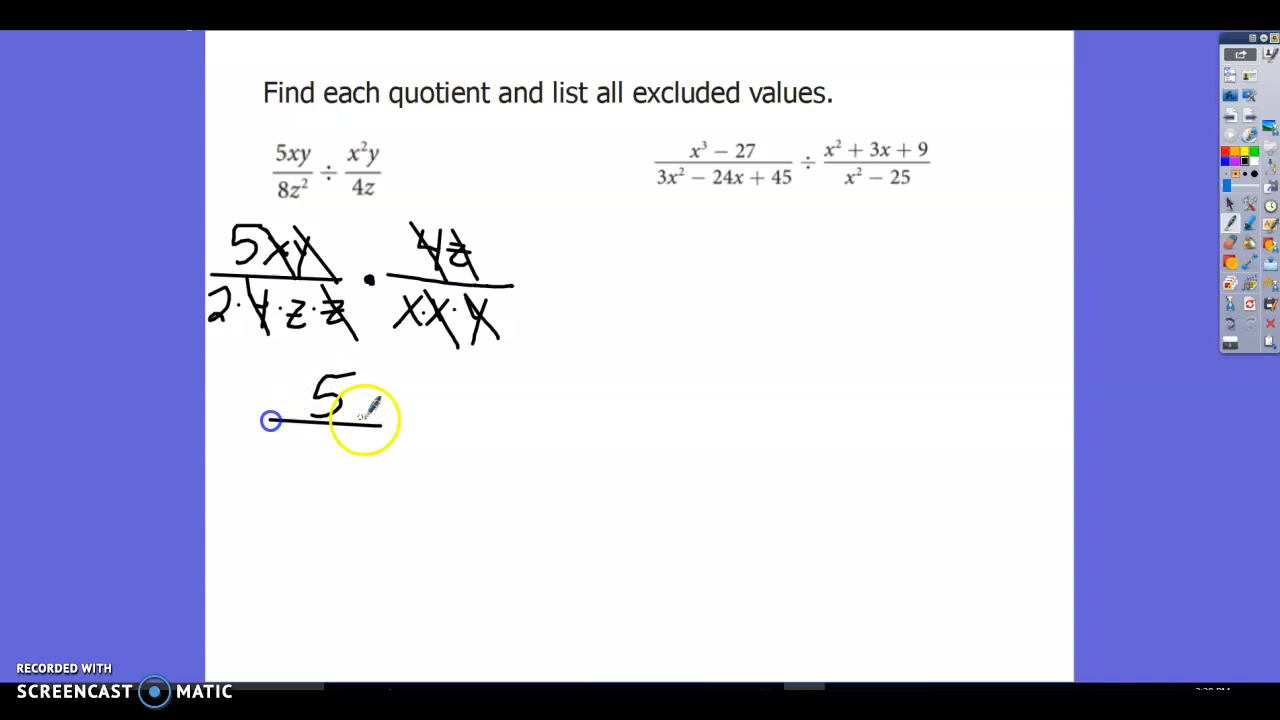 Find each quotient and list all excluded values.
5xy/8z² ÷ x²y/4z
(x³ − 27)/(3x² − 24x + 45) ÷ (x² + 3x + 9)/(x² − 25)
5xy/2·4·z·z • 4z/x·x·y
5
RECORDED WITH
SCREENCAST MATIC